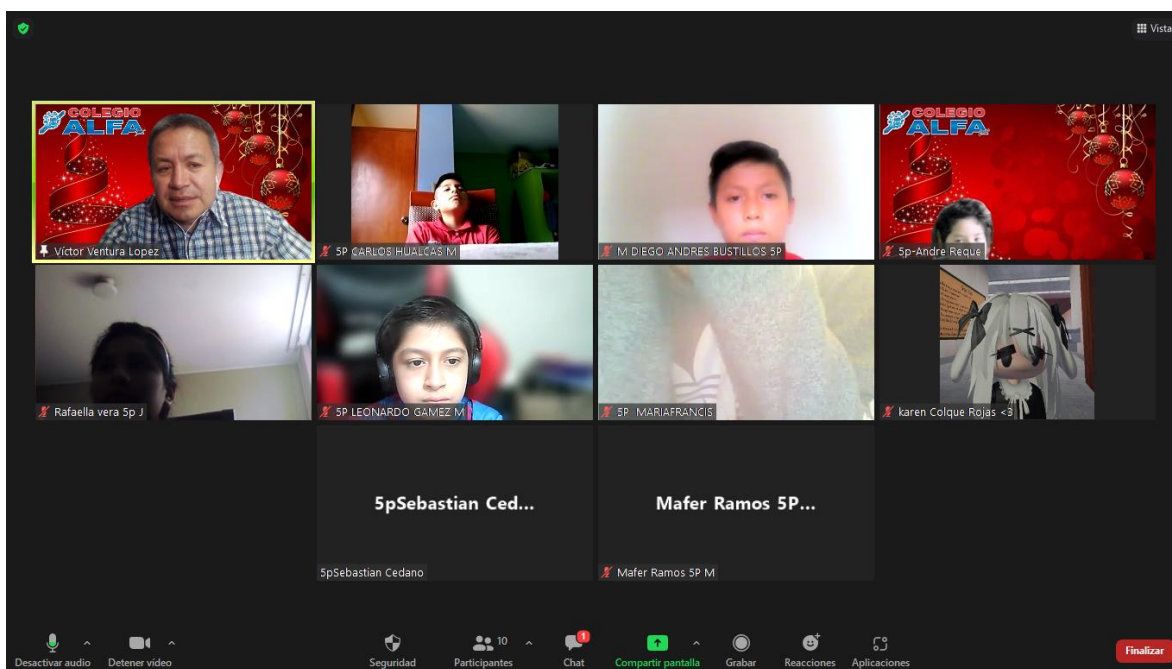 Vista
COLEGIO
ALFA
Víctor Ventura Lopez
5P CARLOS HUALCAS M
M DIEGO ANDRES BUSTILLOS 5P
COLEGIO
ALFA
5p-Andre Reque
Rafaella vera 5p J
5P LEONARDO GAMEZ M
5P MARIAFRANCIS
karen Colque Rojas <3
5pSebastian Ced...
5pSebastian Cedano
Mafer Ramos 5P...
Mafer Ramos 5P M
Desactivar audio
Detener video
Seguridad
10
Participantes
1
Chat
Compartir pantalla
Grabar
Reacciones
Aplicaciones
Finalizar